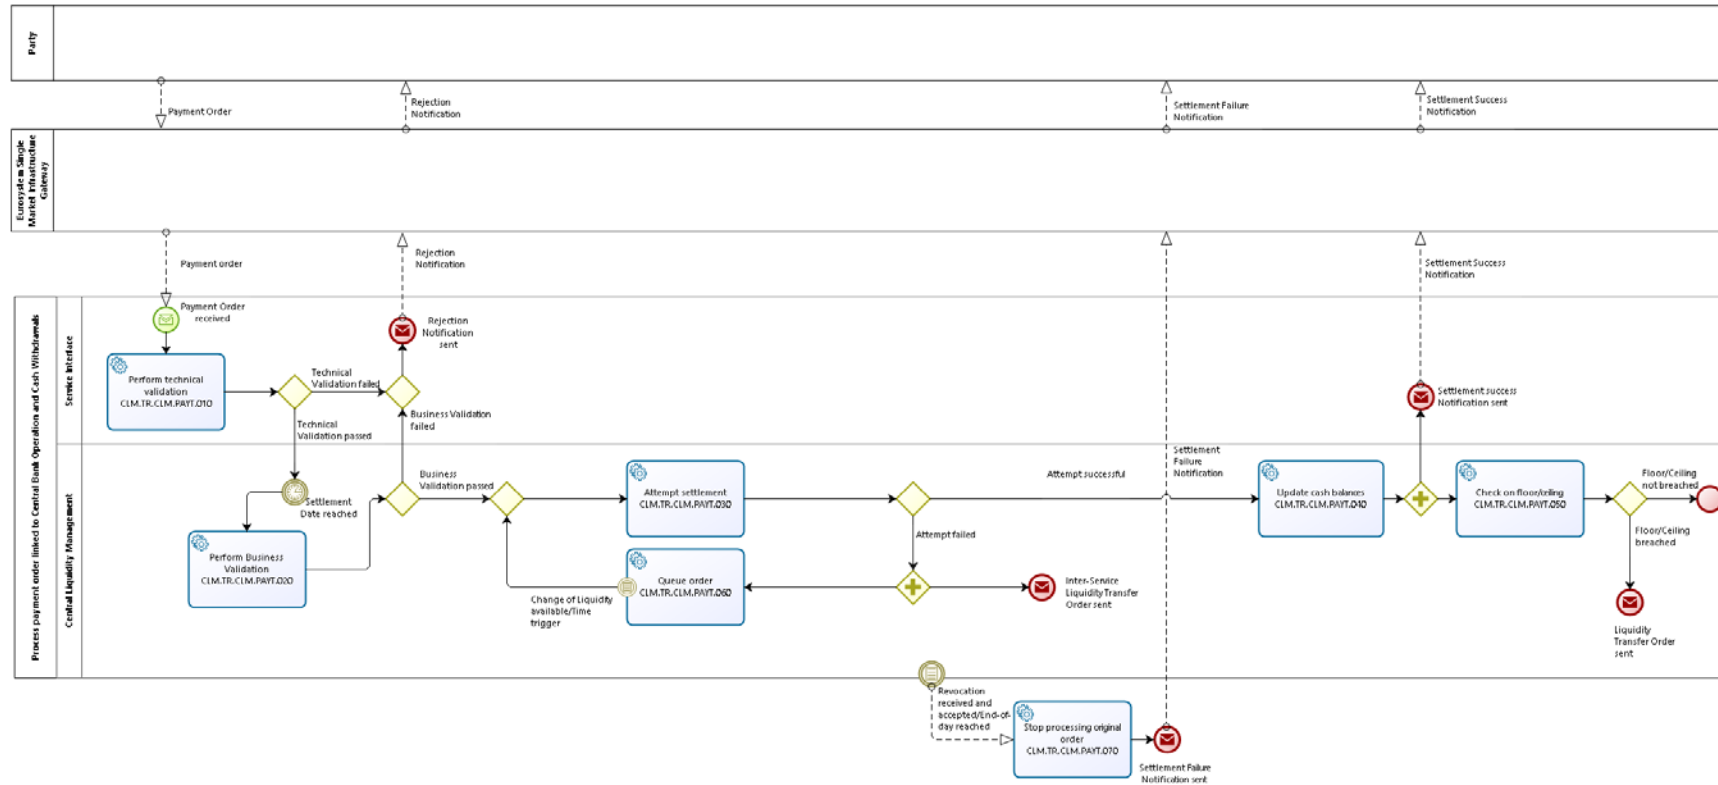 Party
Payment Order
Rejection
Notification
Settlement Failure
Notification
Settlement Success
Notification
Eurosystem Single
Market Infrastructure
Gateway
Payment order
Rejection
Notification
Settlement Success
Notification
Process payment order linked to Central Bank Operation and Cash Withdrawals
Service Interface
Payment Order
received
Rejection
Notification
sent
Perform technical
validation
CLM.TR.CLM.PAYT.010
Technical
Validation failed
Technical
Validation passed
Business Validation
failed
Settlement success
Notification sent
Central Liquidity Management
Settlement
Date reached
Perform Business
Validation
CLM.TR.CLM.PAYT.020
Business
Validation passed
Attempt settlement
CLM.TR.CLM.PAYT.030
Attempt successful
Settlement
Failure
Notification
Update cash balances
CLM.TR.CLM.PAYT.040
Check on floor/ceiling
CLM.TR.CLM.PAYT.050
Floor/Ceiling
not breached
Floor/Ceiling
breached
Attempt failed
Queue order
CLM.TR.CLM.PAYT.060
Change of Liquidity
available/Time
trigger
Inter-Service
Liquidity Transfer
Order sent
Liquidity
Transfer Order
sent
Revocation
received and
accepted/End-of-
day reached
Stop processing original
order
CLM.TR.CLM.PAYT.070
Settlement Failure
Notification sent